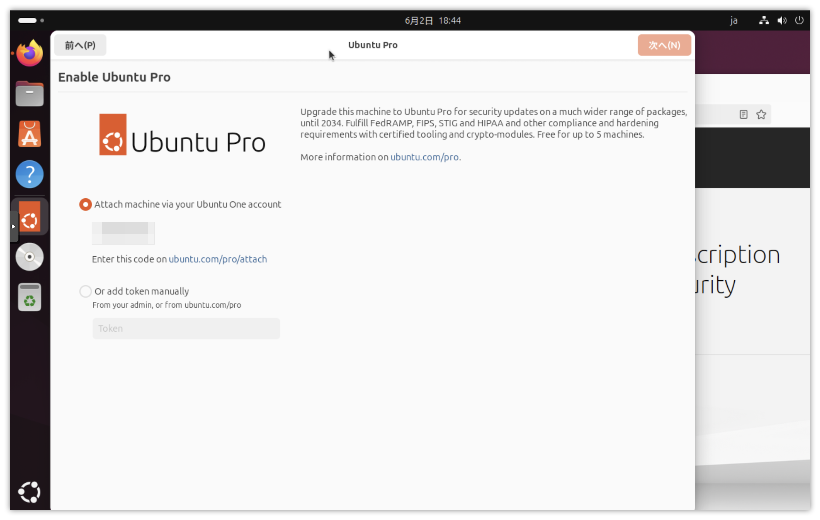 6月2日 18:44
ja
前へ(P)
Ubuntu Pro
次へ(N)
Enable Ubuntu Pro
Ubuntu Pro
Upgrade this machine to Ubuntu Pro for security updates on a much wider range of packages,
until 2034. Fulfill FedRAMP, FIPS, STIG and HIPAA and other compliance and hardening
requirements with certified tooling and crypto-modules. Free for up to 5 machines.
More information on ubuntu.com/pro.
Attach machine via your Ubuntu One account
Enter this code on ubuntu.com/pro/attach
Or add token manually
From your admin, or from ubuntu.com/pro
Token
scription
urity